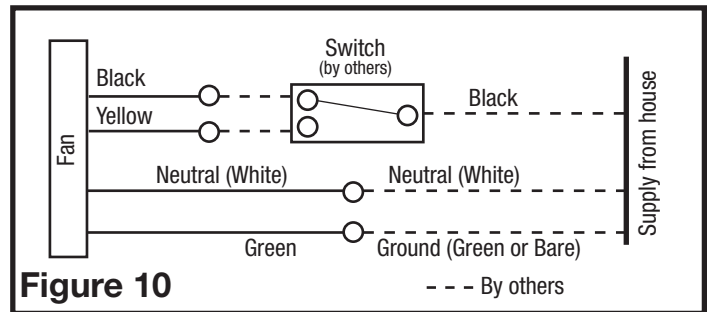 Switch
(by others)
Black
Yellow
Black
Fan
Supply from house
Neutral (White)
Neutral (White)
Green
Ground (Green or Bare)
Figure 10
- - - By others